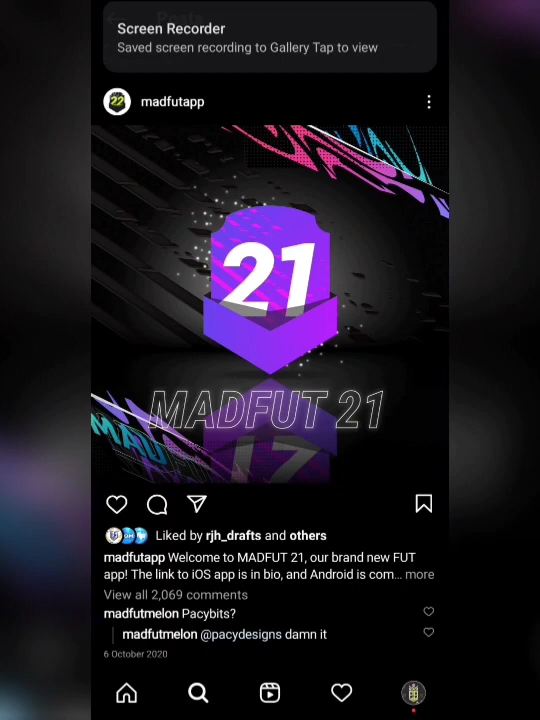 Screen Recorder
Saved screen recording to Gallery Tap to view
22
madfutapp
21
MADFUT 21
MAD
Liked by rjh_drafts and others
madfutapp Welcome to MADFUT 21, our brand new FUT
app! The link to iOS app is in bio, and Android is com... more
View all 2,069 comments
madfutmelon Pacybits?
madfutmelon @pacydesigns damn it
6 October 2020